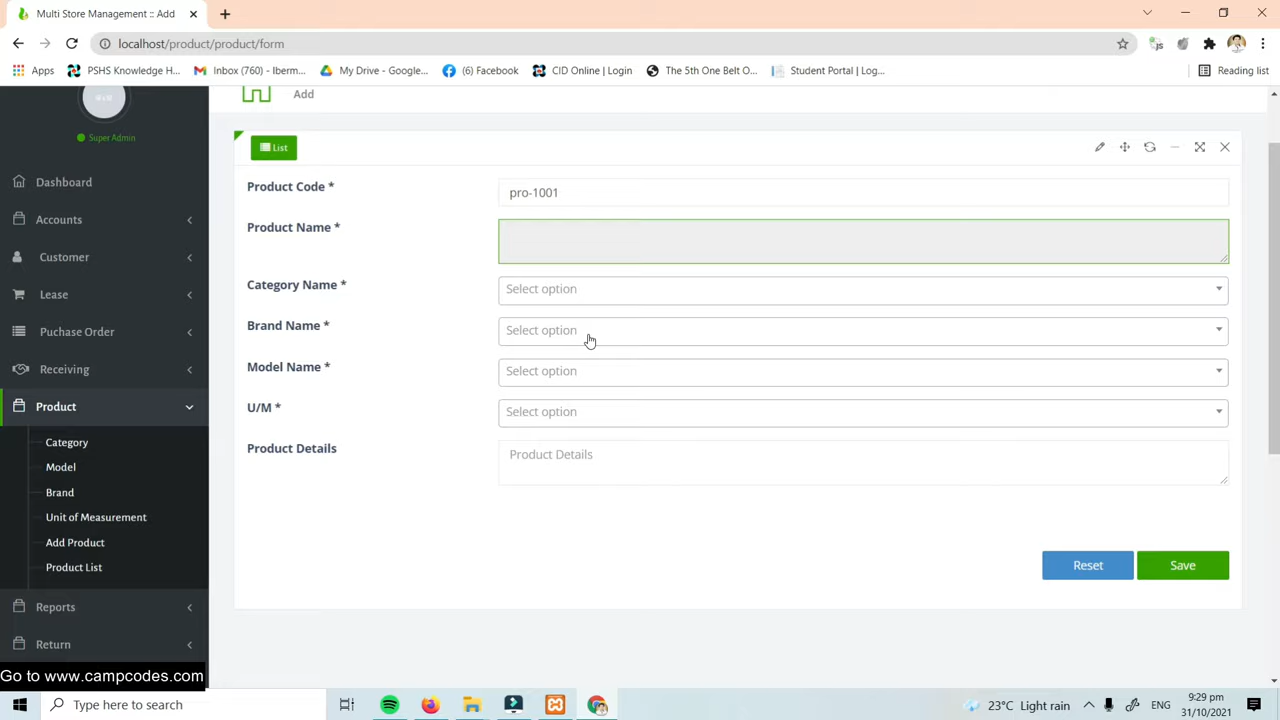 Multi Store Management :: Add
localhost/product/product/form
Apps
PSHS Knowledge H...
Inbox (760) - Iberm...
My Drive - Google...
(6) Facebook
CID Online | Login
The 5th One Belt O...
Student Portal | Log...
Reading list
Add
Super Admin
Dashboard
Accounts
Customer
Lease
Puchase Order
Receiving
Product
Category
Model
Brand
Unit of Measurement
Add Product
Product List
Reports
Return
List
Product Code *
pro-1001
Product Name *
Category Name *
Select option
Brand Name *
Select option
Model Name *
Select option
U/M *
Select option
Product Details
Product Details
Reset
Save
Go to www.campcodes.com
Type here to search
23°C Light rain
ENG
9:29 pm
31/10/2021